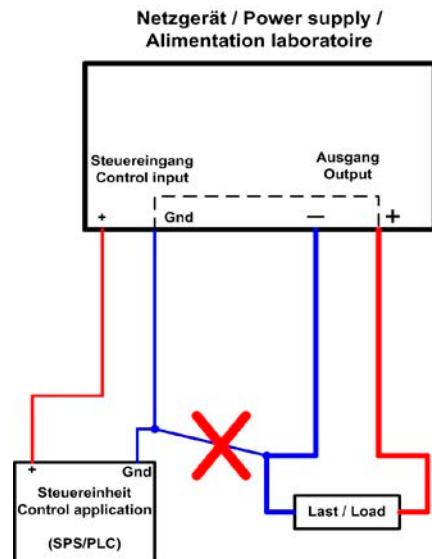 Netzgerät / Power supply /
Alimentation laboratoire
Steuereingang
Control input
Ausgang
Output
+
Gnd
—
+
+
Gnd
Steuereinheit
Control application
(SPS/PLC)
Last / Load